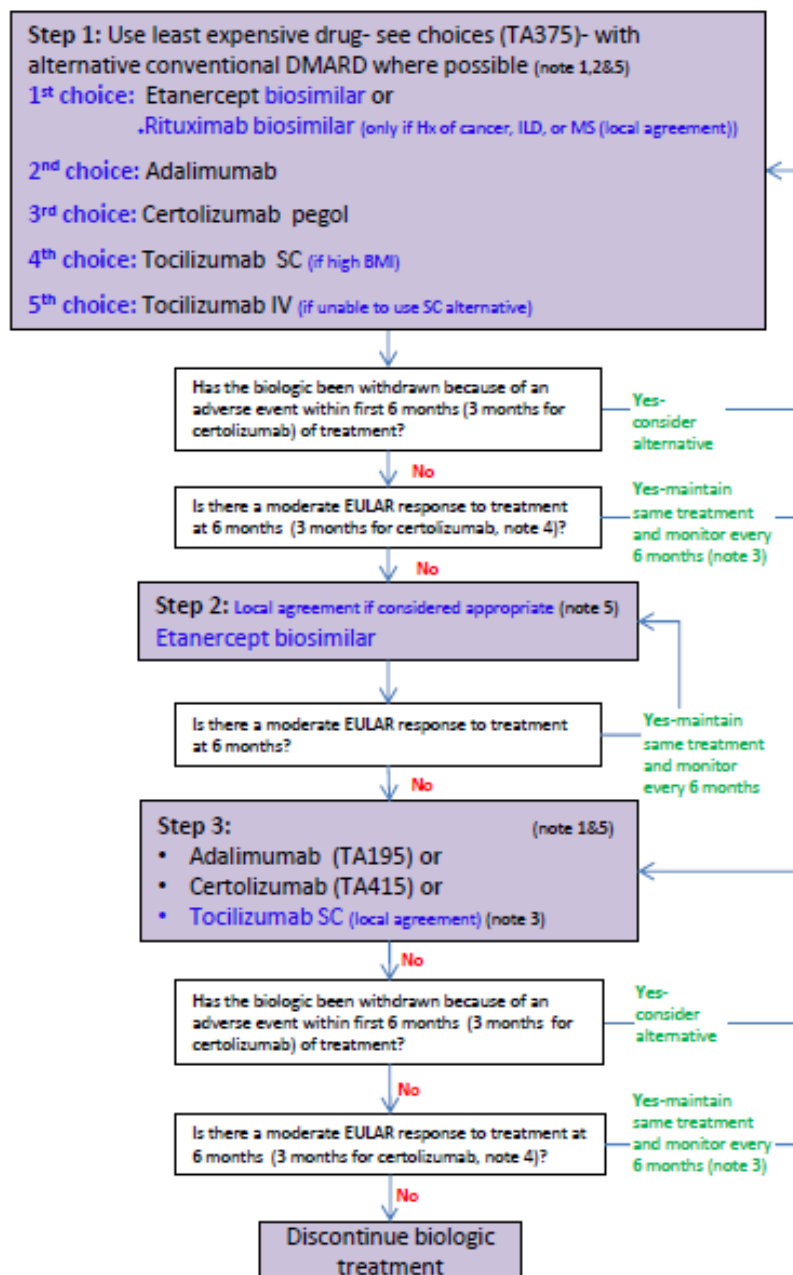 Step 1: Use least expensive drug- see choices (TA375)- with
alternative conventional DMARD where possible (note 1,2&5)
1st choice: Etanercept biosimilar or
.Rituximab biosimilar (only if Hx of cancer, ILD, or MS (local agreement))
2nd choice: Adalimumab
3rd choice: Certolizumab pegol
4th choice: Tocilizumab SC (if high BMI)
5th choice: Tocilizumab IV (if unable to use SC alternative)
Has the biologic been withdrawn because of an
adverse event within first 6 months (3 months for
certolizumab) of treatment?
Yes-
consider
alternative
No
Is there a moderate EULAR response to treatment
at 6 months (3 months for certolizumab, note 4)?
Yes-maintain
same treatment
and monitor every
6 months (note 3)
No
Step 2: Local agreement if considered appropriate (note 5)
Etanercept biosimilar
Is there a moderate EULAR response to treatment
at 6 months?
Yes-maintain
same treatment
and monitor
every 6 months
No
Step 3: (note 1&5)
• Adalimumab (TA195) or
• Certolizumab (TA415) or
• Tocilizumab SC (local agreement) (note 3)
No
Has the biologic been withdrawn because of an
adverse event within first 6 months (3 months for
certolizumab) of treatment?
Yes-
consider
alternative
No
Is there a moderate EULAR response to treatment at
6 months (3 months for certolizumab, note 4)?
Yes-maintain
same treatment
and monitor every
6 months (note 3)
No
Discontinue biologic
treatment